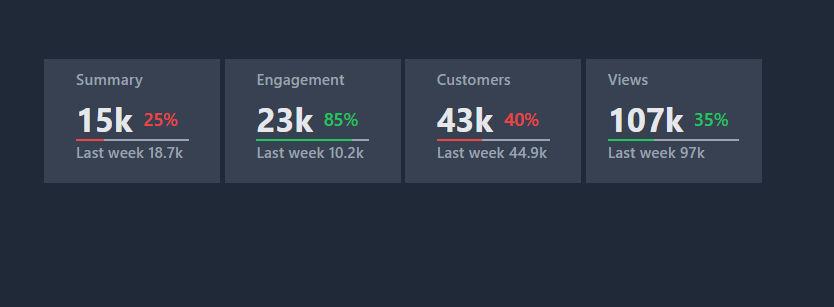 Summary
15k 25%
Last week 18.7k
Engagement
23k 85%
Last week 10.2k
Customers
43k 40%
Last week 44.9k
Views
107k 35%
Last week 97k